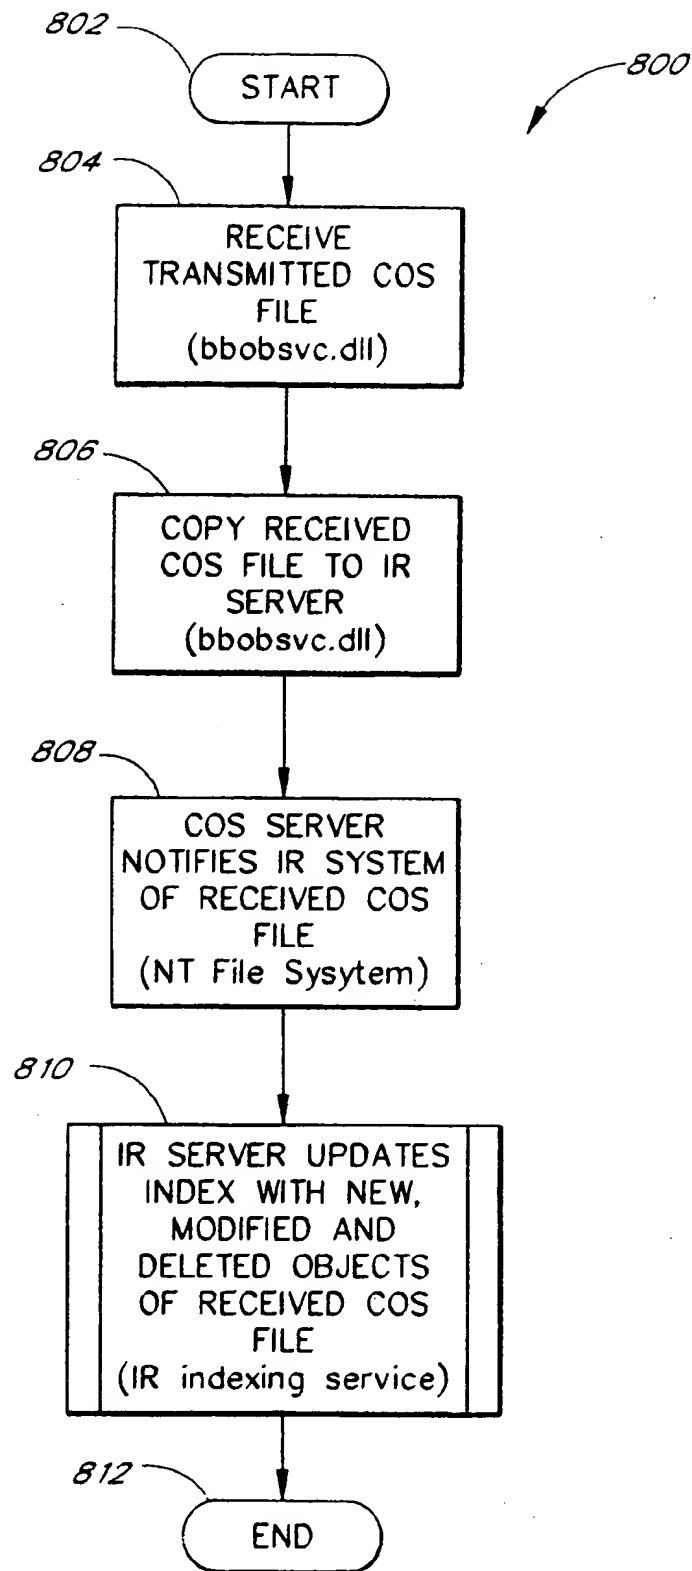 802
START
800
804
RECEIVE
TRANSMITTED COS
FILE
(bbobsvc.dll)
806
COPY RECEIVED
COS FILE TO IR
SERVER
(bbobsvc.dll)
808
COS SERVER
NOTIFIES IR SYSTEM
OF RECEIVED COS
FILE
(NT File Sysytem)
810
IR SERVER UPDATES
INDEX WITH NEW,
MODIFIED AND
DELETED OBJECTS
OF RECEIVED COS
FILE
(IR indexing service)
812
END